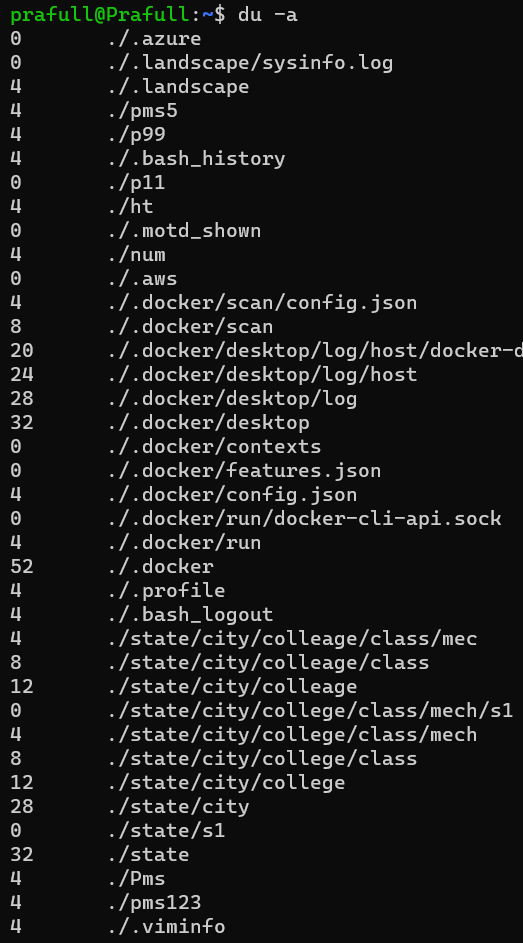 prafull@Prafull:~$ du -a
0 ./.azure
0 ./.landscape/sysinfo.log
4 ./.landscape
4 ./pms5
4 ./p99
4 ./.bash_history
0 ./p11
4 ./ht
0 ./.motd_shown
4 ./num
0 ./.aws
4 ./.docker/scan/config.json
8 ./.docker/scan
20 ./.docker/desktop/log/host/docker-d
24 ./.docker/desktop/log/host
28 ./.docker/desktop/log
32 ./.docker/desktop
0 ./.docker/contexts
0 ./.docker/features.json
4 ./.docker/config.json
0 ./.docker/run/docker-cli-api.sock
4 ./.docker/run
52 ./.docker
4 ./.profile
4 ./.bash_logout
4 ./state/city/colleage/class/mec
8 ./state/city/colleage/class
12 ./state/city/colleage
0 ./state/city/college/class/mech/s1
4 ./state/city/college/class/mech
8 ./state/city/college/class
12 ./state/city/college
28 ./state/city
0 ./state/s1
32 ./state
4 ./Pms
4 ./pms123
4 ./.viminfo